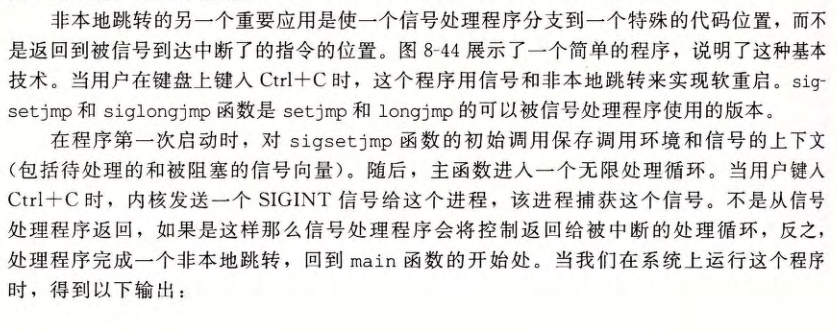 非本地跳转的另一个重要应用是使一个信号处理程序分支到一个特殊的代码位置，而不
是返回到被信号到达中断了的指令的位置。图 8-44 展示了一个简单的程序，说明了这种基本
技术。当用户在键盘上键入 Ctrl+C 时，这个程序用信号和非本地跳转来实现软重启。sig-
setjmp 和 siglongjmp 函数是 setjmp 和 longjmp 的可以被信号处理程序使用的版本。
在程序第一次启动时，对 sigsetjmp 函数的初始调用保存调用环境和信号的上下文
（包括待处理的和被阻塞的信号向量）。随后，主函数进入一个无限处理循环。当用户键入
Ctrl+C 时，内核发送一个 SIGINT 信号给这个进程，该进程捕获这个信号。不是从信号
处理程序返回，如果是这样那么信号处理程序会将控制返回给被中断的处理循环，反之，
处理程序完成一个非本地跳转，回到 main 函数的开始处。当我们在系统上运行这个程序
时，得到以下输出：